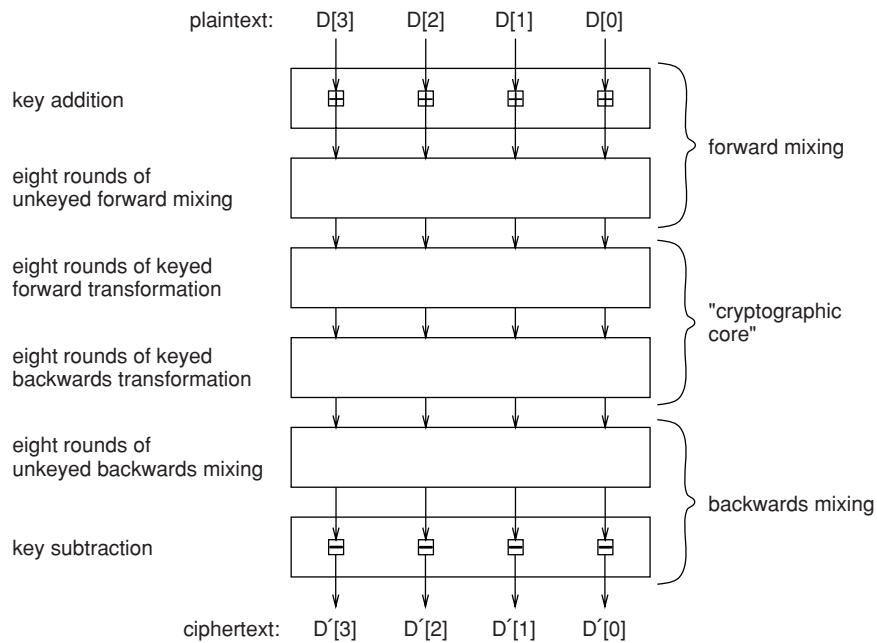 plaintext: D[3] D[2] D[1] D[0]
key addition
forward mixing
eight rounds of
unkeyed forward mixing
eight rounds of keyed
forward transformation
"cryptographic
core"
eight rounds of keyed
backwards transformation
eight rounds of
unkeyed backwards mixing
backwards mixing
key subtraction
ciphertext: D´[3] D´[2] D´[1] D´[0]